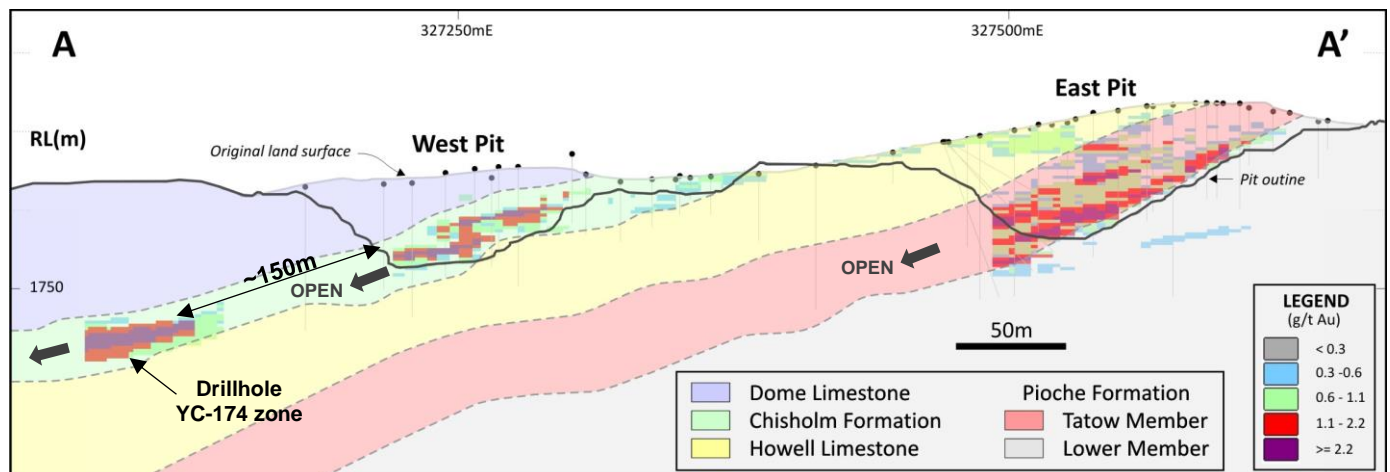 327250mE
327500mE
A
A’
East Pit
RL(m)
West Pit
Original land surface
Pit outine
~150m
OPEN
OPEN
1750
50m
Drillhole
YC-174 zone
Dome Limestone
Chisholm Formation
Howell Limestone
Pioche Formation
Tatow Member
Lower Member
LEGEND
(g/t Au)
< 0.3
0.3 -0.6
0.6 - 1.1
1.1 - 2.2
>= 2.2